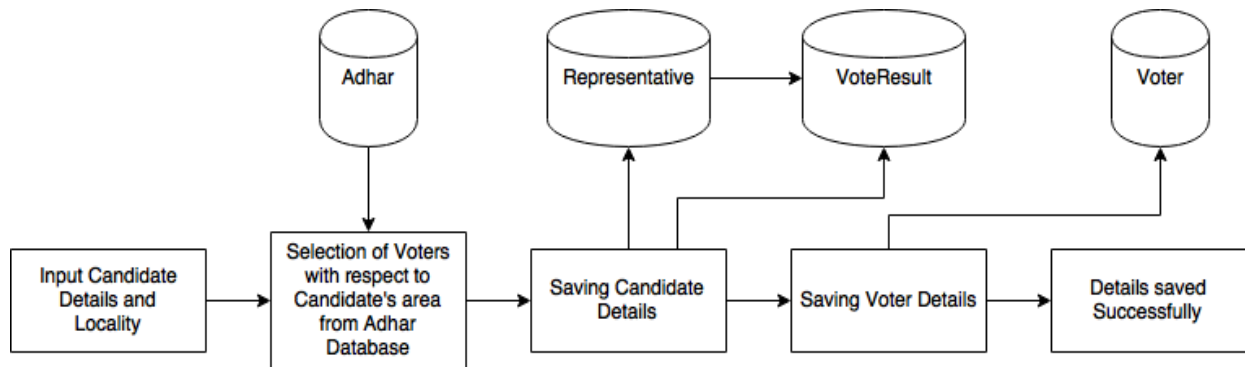 Adhar
Representative
VoteResult
Voter
Input Candidate
Details and
Locality
Selection of Voters
with respect to
Candidate's area
from Adhar
Database
Saving Candidate
Details
Saving Voter Details
Details saved
Successfully